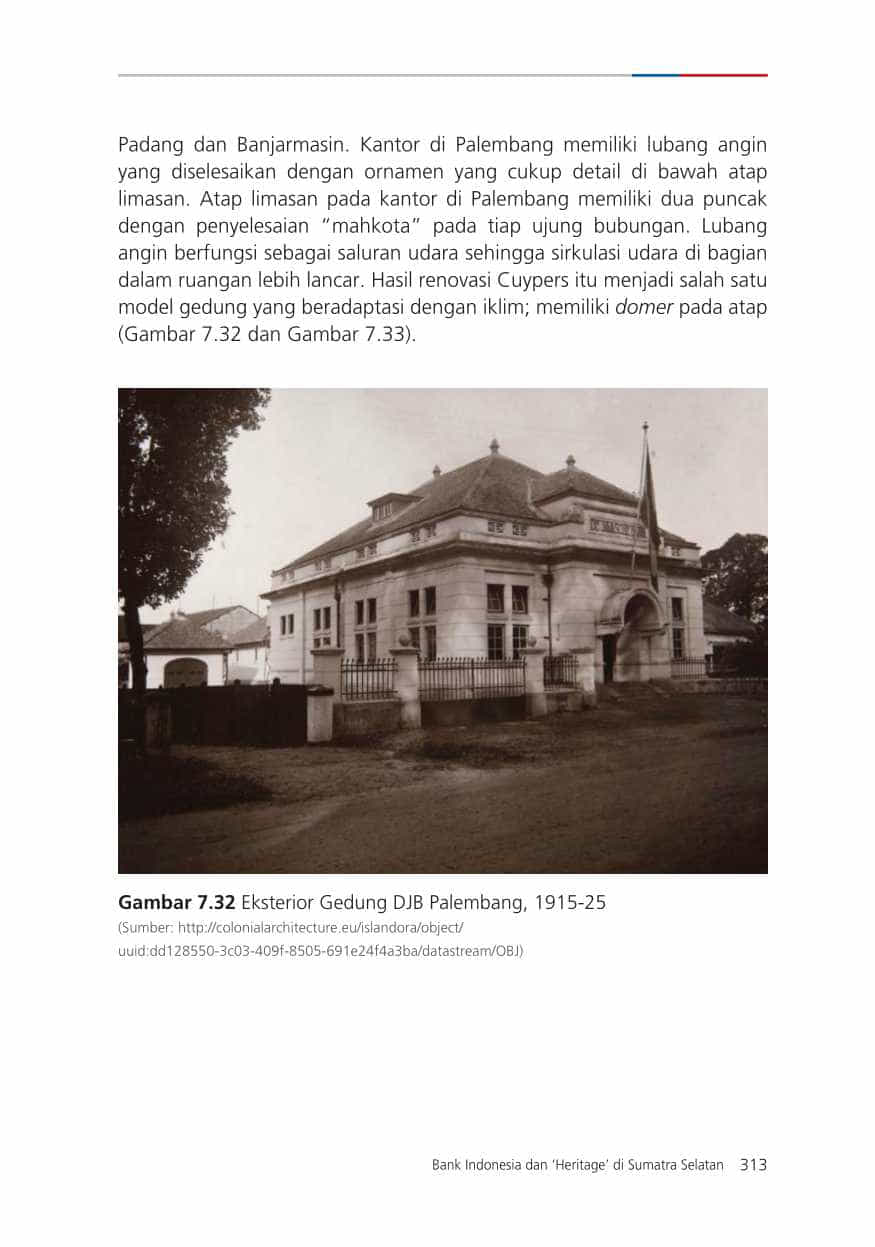 Padang dan Banjarmasin. Kantor di Palembang memiliki lubang angin
yang diselesaikan dengan ornamen yang cukup detail di bawah atap
limasan. Atap limasan pada kantor di Palembang memiliki dua puncak
dengan penyelesaian “mahkota” pada tiap ujung bubungan. Lubang
angin berfungsi sebagai saluran udara sehingga sirkulasi udara di bagian
dalam ruangan lebih lancar. Hasil renovasi Cuypers itu menjadi salah satu
model gedung yang beradaptasi dengan iklim; memiliki domer pada atap
(Gambar 7.32 dan Gambar 7.33).
Gambar 7.32 Eksterior Gedung DJB Palembang, 1915-25
(Sumber: http://colonialarchitecture.eu/islandora/object/
uuid:dd128550-3c03-409f-8505-691e24f4a3ba/datastream/OBJ)
Bank Indonesia dan ‘Heritage’ di Sumatra Selatan 313